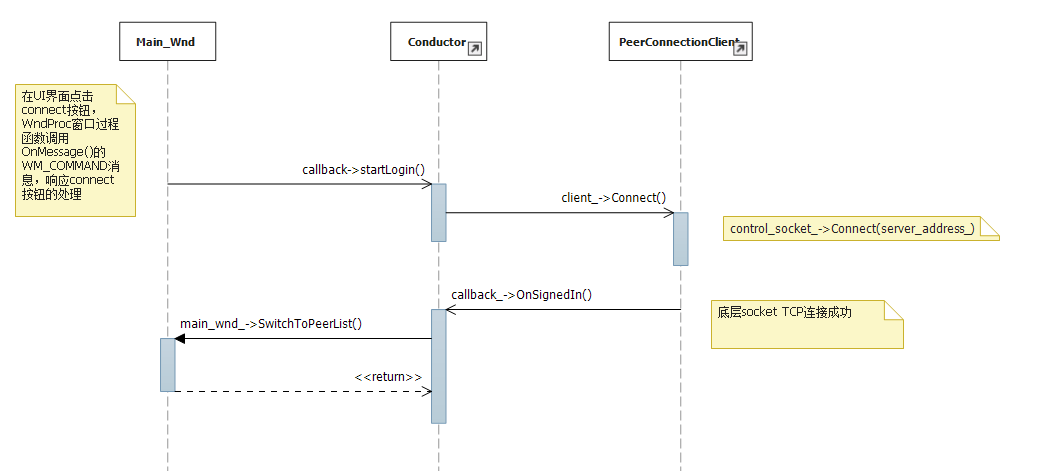 Main_Wnd
Conductor
PeerConnectionClient
在UI界面点击
connect按钮，
WndProc窗口过程
函数调用
OnMessage()的
WM_COMMAND消
息，响应connect
按钮的处理
callback->startLogin()
client_->Connect()
control_socket_->Connect(server_address_)
callback_->OnSignedIn()
底层socket TCP连接成功
main_wnd_->SwitchToPeerList()
<<return>>